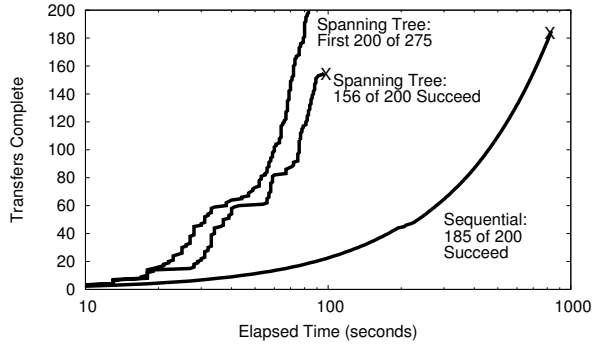 200
180
160
140
120
100
80
60
40
20
0
Transfers Complete
Spanning Tree:
First 200 of 275
X
X
Spanning Tree:
156 of 200 Succeed
Sequential:
185 of 200
Succeed
10
100
1000
Elapsed Time (seconds)